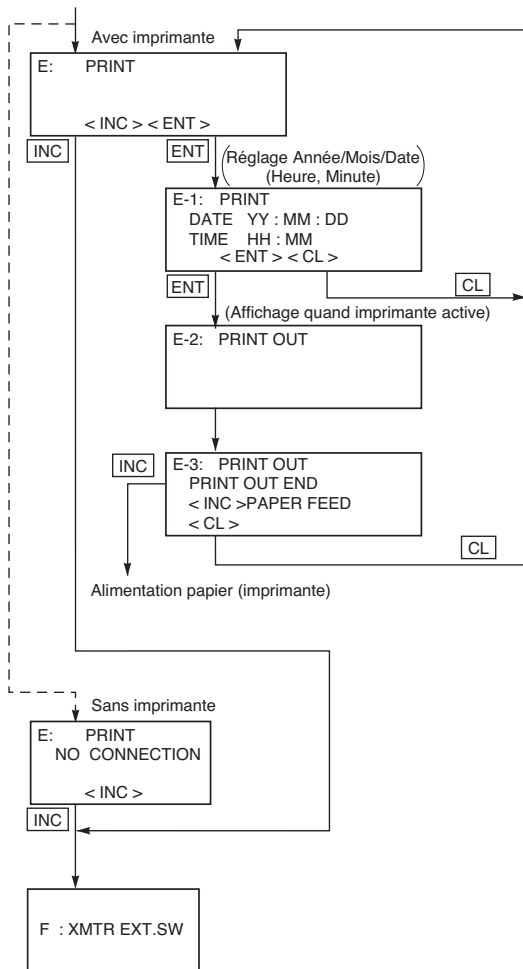 Avec imprimante
E: PRINT
< INC > < ENT >
INC
ENT
(Réglage Année/Mois/Date
(Heure, Minute))
E-1: PRINT
DATE YY : MM : DD
TIME HH : MM
< ENT > < CL >
ENT
CL
(Affichage quand imprimante active)
E-2: PRINT OUT
INC
E-3: PRINT OUT
PRINT OUT END
< INC >PAPER FEED
< CL >
CL
Alimentation papier (imprimante)
Sans imprimante
E: PRINT
NO CONNECTION
< INC >
INC
F : XMTR EXT.SW